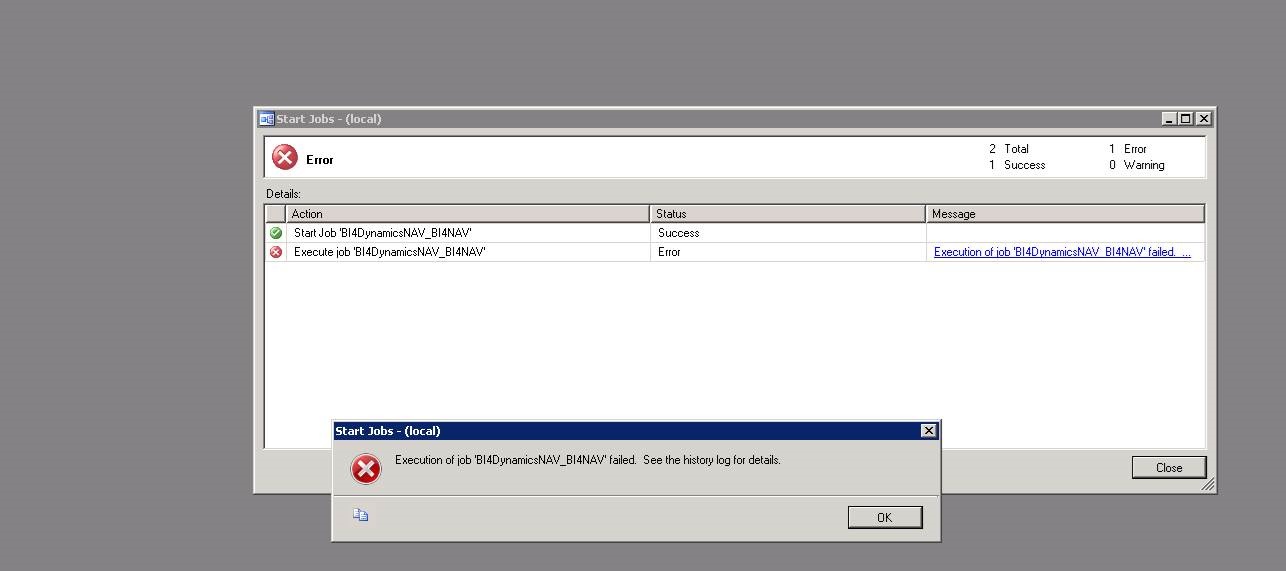 Start Jobs - (local)
Error
2 Total 1 Error
1 Success 0 Warning
Details:
Action Status Message
Start Job 'BI4DynamicsNAV_BI4NAV' Success
Execute job 'BI4DynamicsNAV_BI4NAV' Error Execution of job 'BI4DynamicsNAV_BI4NAV' failed. ...
Start Jobs - (local)
Execution of job 'BI4DynamicsNAV_BI4NAV' failed. See the history log for details.
Close
OK